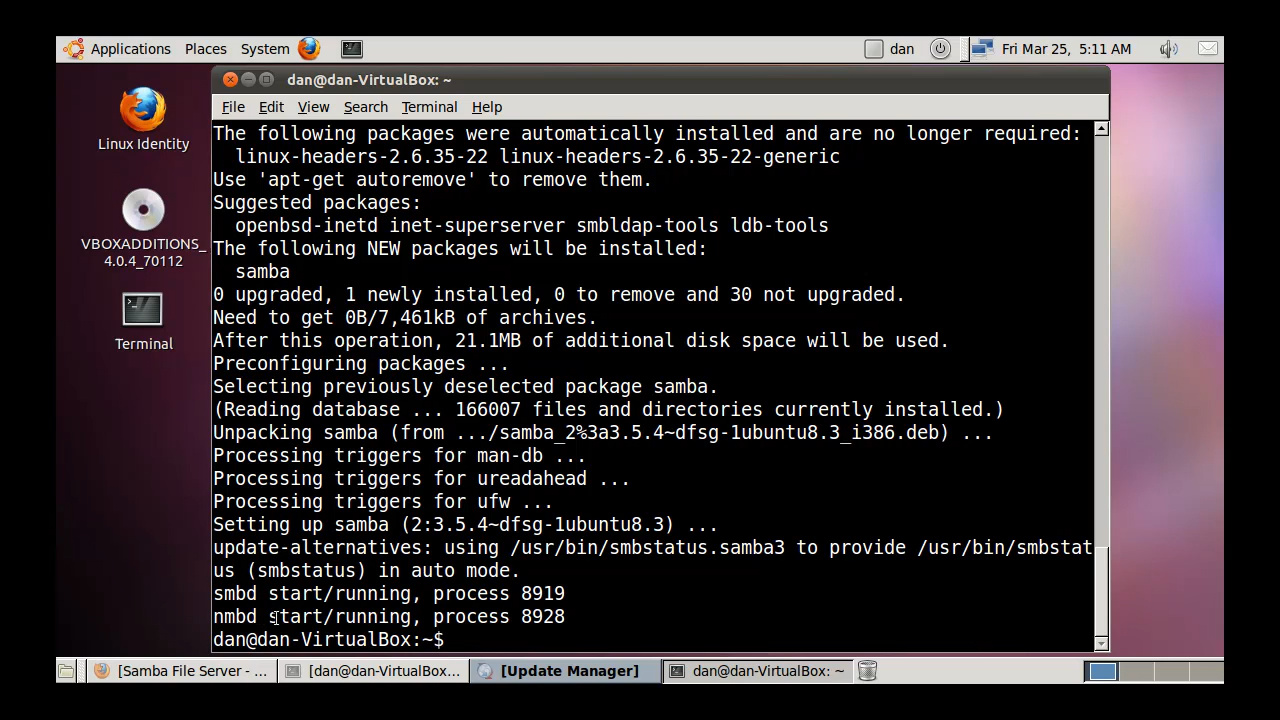 Applications Places System dan Fri Mar 25, 5:11 AM
dan@dan-VirtualBox: ~
File Edit View Search Terminal Help
Linux Identity
VBOXADDITIONS_
4.0.4_70112
Terminal
The following packages were automatically installed and are no longer required:
linux-headers-2.6.35-22 linux-headers-2.6.35-22-generic
Use 'apt-get autoremove' to remove them.
Suggested packages:
openbsd-inetd inet-superserver smbldap-tools ldb-tools
The following NEW packages will be installed:
samba
0 upgraded, 1 newly installed, 0 to remove and 30 not upgraded.
Need to get 0B/7,461kB of archives.
After this operation, 21.1MB of additional disk space will be used.
Preconfiguring packages ...
Selecting previously deselected package samba.
(Reading database ... 166007 files and directories currently installed.)
Unpacking samba (from .../samba_2%3a3.5.4~dfsg-1ubuntu8.3_i386.deb) ...
Processing triggers for man-db ...
Processing triggers for ureadahead ...
Processing triggers for ufw ...
Setting up samba (2:3.5.4~dfsg-1ubuntu8.3) ...
update-alternatives: using /usr/bin/smbstatus.samba3 to provide /usr/bin/smbstat
us (smbstatus) in auto mode.
smbd start/running, process 8919
nmbd start/running, process 8928
dan@dan-VirtualBox:~$
[Samba File Server - ... [dan@dan-VirtualBox... [Update Manager] dan@dan-VirtualBox: ~